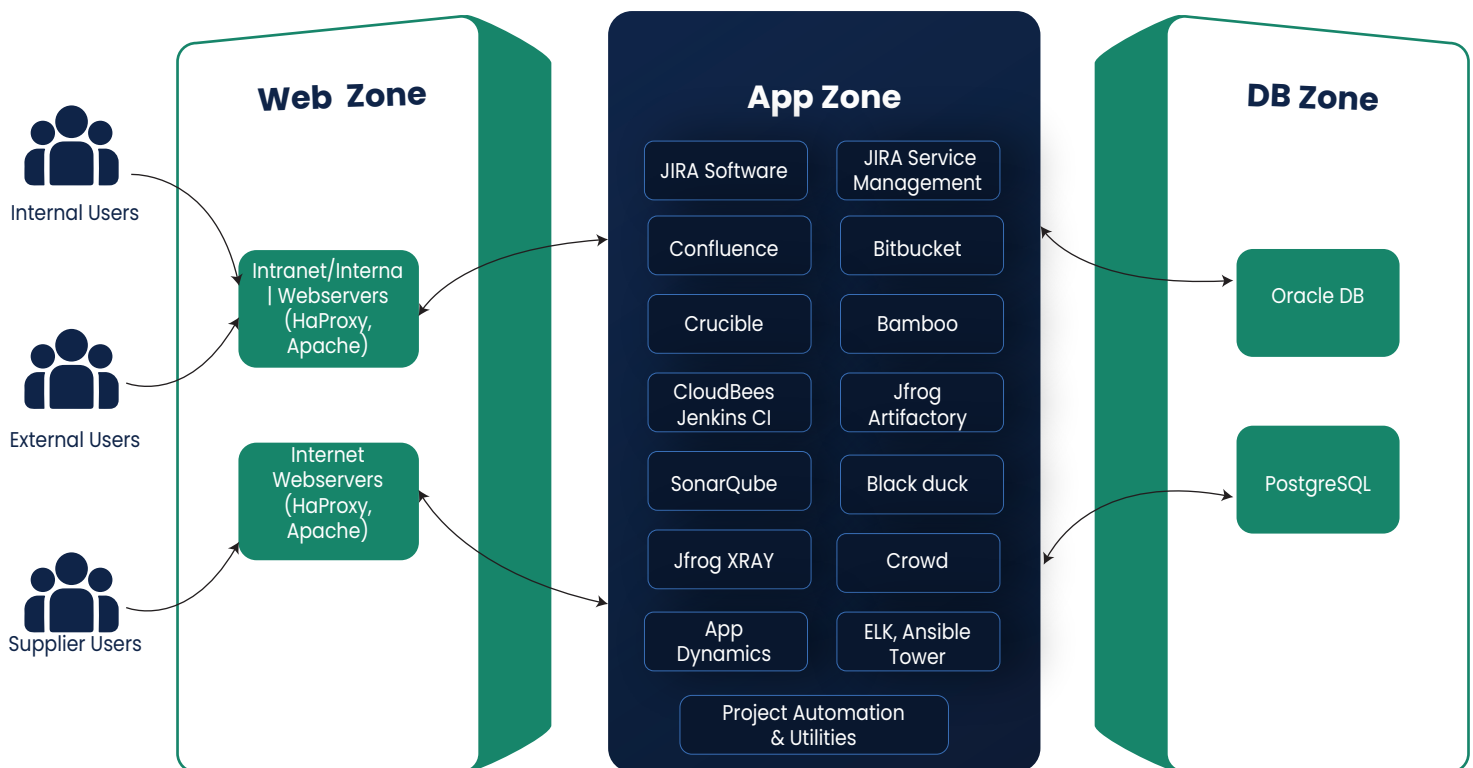 Web Zone
App Zone
DB Zone
Internal Users
External Users
Supplier Users
Intranet/Interna
l Webservers
(HaProxy,
Apache)
Internet
Webservers
(HaProxy,
Apache)
JIRA Software
JIRA Service
Management
Confluence
Bitbucket
Crucible
Bamboo
CloudBees
Jenkins CI
Jfrog
Artifactory
SonarQube
Black duck
Jfrog XRAY
Crowd
App
Dynamics
ELK, Ansible
Tower
Project Automation
& Utilities
Oracle DB
PostgreSQL